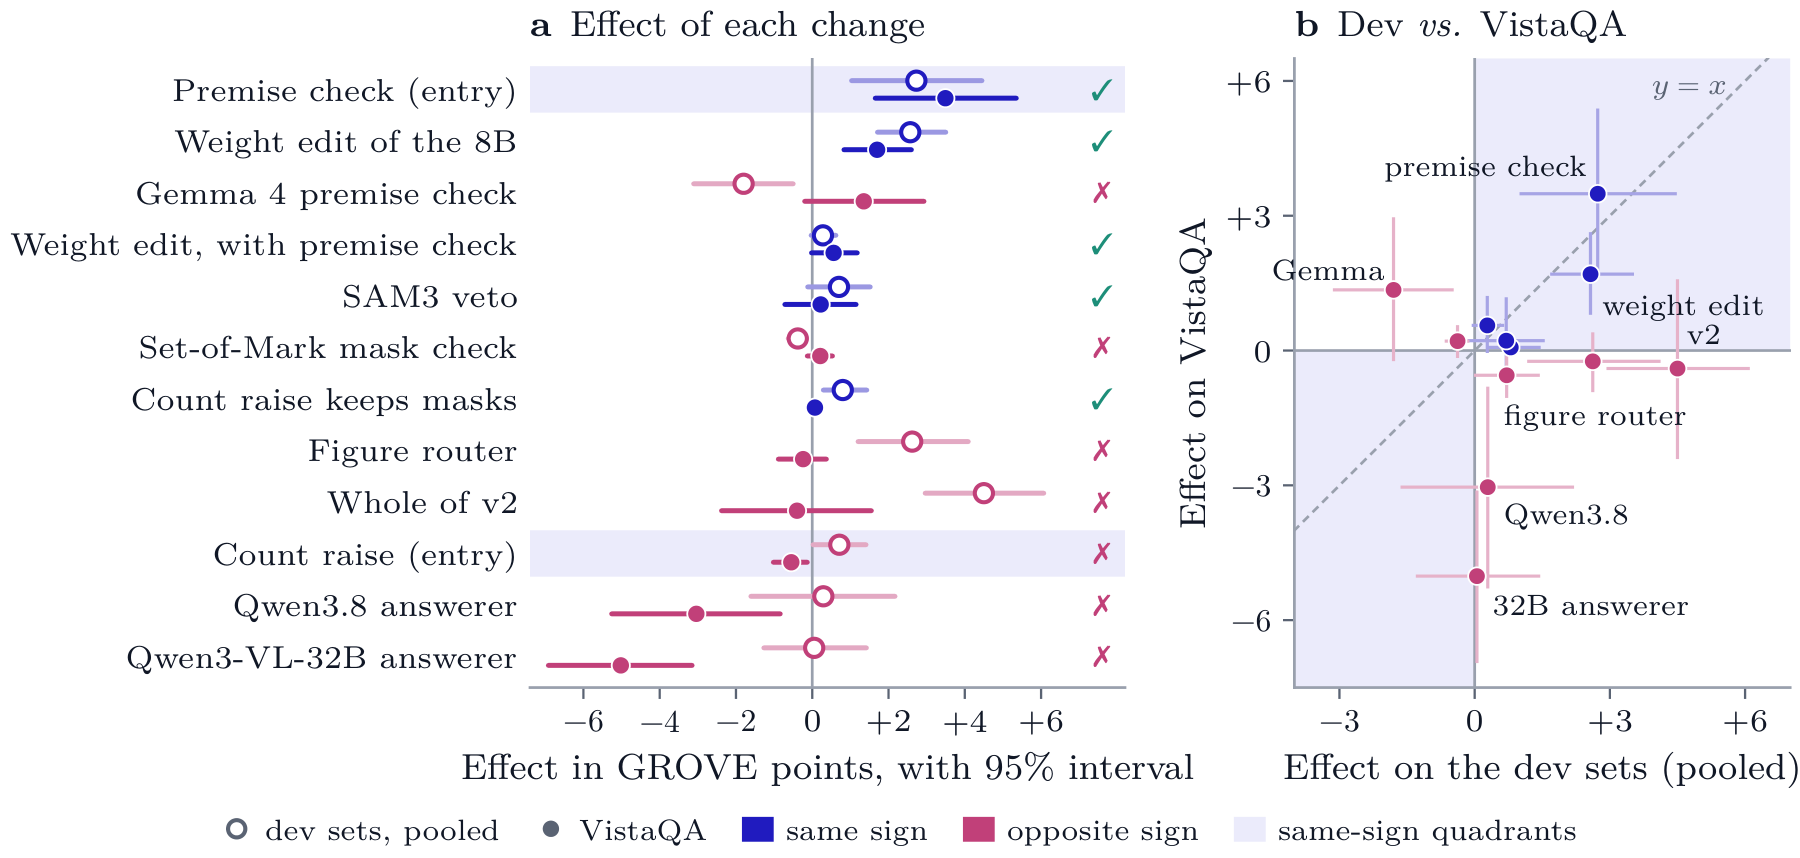 a Effect of each change
Premise check (entry)
✓
Weight edit of the 8B
✓
Gemma 4 premise check
✗
Weight edit, with premise check
✓
SAM3 veto
✓
Set-of-Mark mask check
✗
Count raise keeps masks
✓
Figure router
✗
Whole of v2
✗
Count raise (entry)
✗
Qwen3.8 answerer
✗
Qwen3-VL-32B answerer
✗
−6 −4 −2 0 +2 +4 +6
Effect in GROVE points, with 95% interval
b Dev vs. VistaQA
Effect on VistaQA
+6
+3
0
−3
−6
y = x
premise check
Gemma
weight edit
v2
figure router
Qwen3.8
32B answerer
−3 0 +3 +6
Effect on the dev sets (pooled)
dev sets, pooled VistaQA same sign opposite sign same-sign quadrants